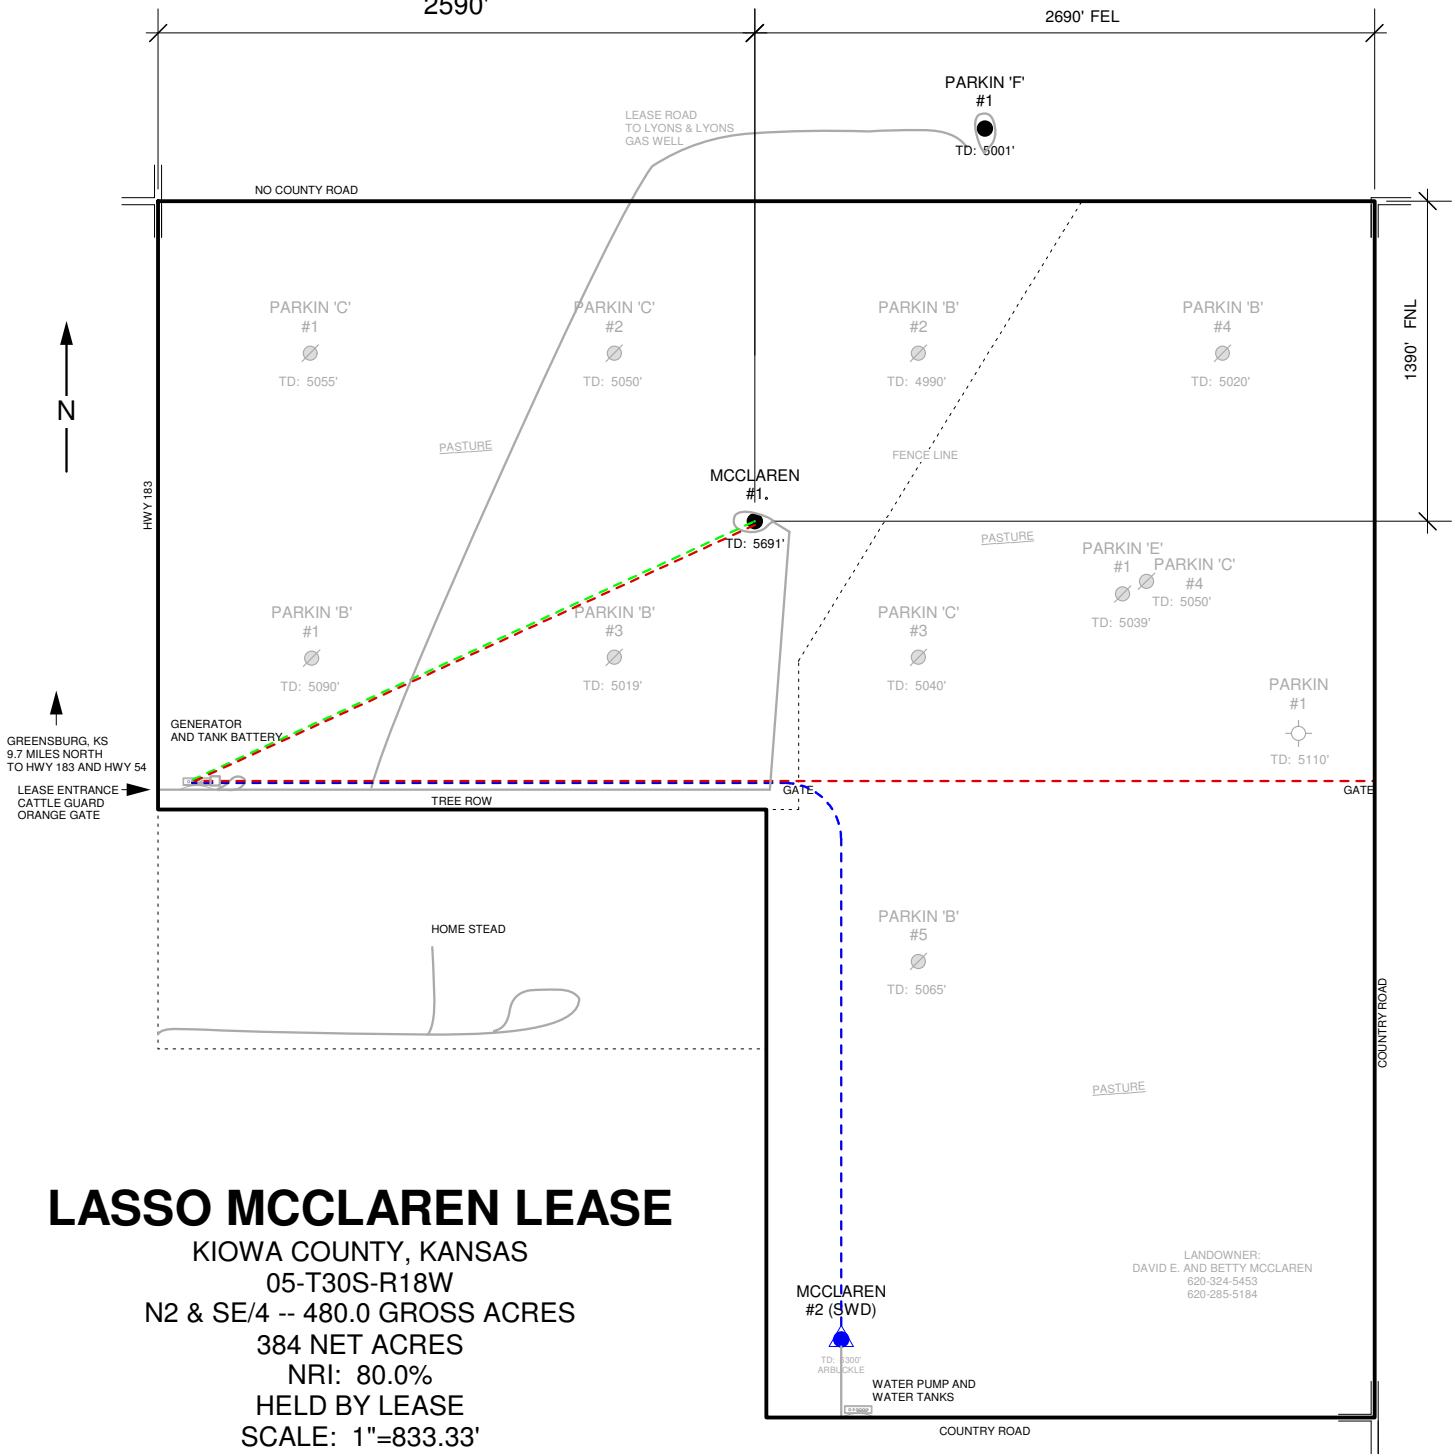 2590'
2690' FEL
PARKIN 'F'
#1
TD: 5001'
LEASE ROAD
TO LYONS & LYONS
GAS WELL
NO COUNTY ROAD
PARKIN 'C'
#1
TD: 5055'
PARKIN 'C'
#2
TD: 5050'
PARKIN 'B'
#2
TD: 4990'
PARKIN 'B'
#4
TD: 5020'
1390' FNL
N
PASTURE
FENCE LINE
HWY 183
MCCLAREN
#1.
TD: 5691'
PASTURE
PARKIN 'E'
#1
TD: 5039'
PARKIN 'C'
#4
TD: 5050'
PARKIN 'B'
#1
TD: 5090'
PARKIN 'B'
#3
TD: 5019'
PARKIN 'C'
#3
TD: 5040'
PARKIN
#1
TD: 5110'
GENERATOR
AND TANK BATTERY
GREENSBURG, KS
9.7 MILES NORTH
TO HWY 183 AND HWY 54
LEASE ENTRANCE
CATTLE GUARD
ORANGE GATE
TREE ROW
GATE
GATE
HOME STEAD
PARKIN 'B'
#5
TD: 5065'
COUNTRY ROAD
PASTURE
LASSO MCCLAREN LEASE
KIOWA COUNTY, KANSAS
05-T30S-R18W
N2 & SE/4 -- 480.0 GROSS ACRES
384 NET ACRES
NRI: 80.0%
HELD BY LEASE
SCALE: 1"=833.33'
LANDOWNER:
DAVID E. AND BETTY MCCLAREN
620-324-5453
620-285-5184
MCCLAREN
#2 (SWD)
TD: 6300'
ARBUCKLE
WATER PUMP AND
WATER TANKS
COUNTRY ROAD